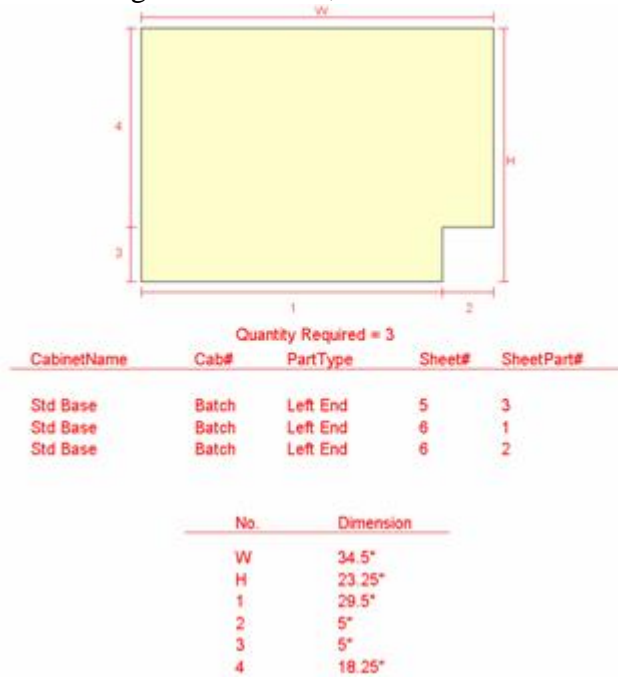 W
4
H
3
1 2
Quantity Required = 3
CabinetName Cab# PartType Sheet# SheetPart#
Std Base Batch Left End 5 3
Std Base Batch Left End 6 1
Std Base Batch Left End 6 2
No. Dimension
W 34.5"
H 23.25"
1 29.5"
2 5"
3 5"
4 18.25"